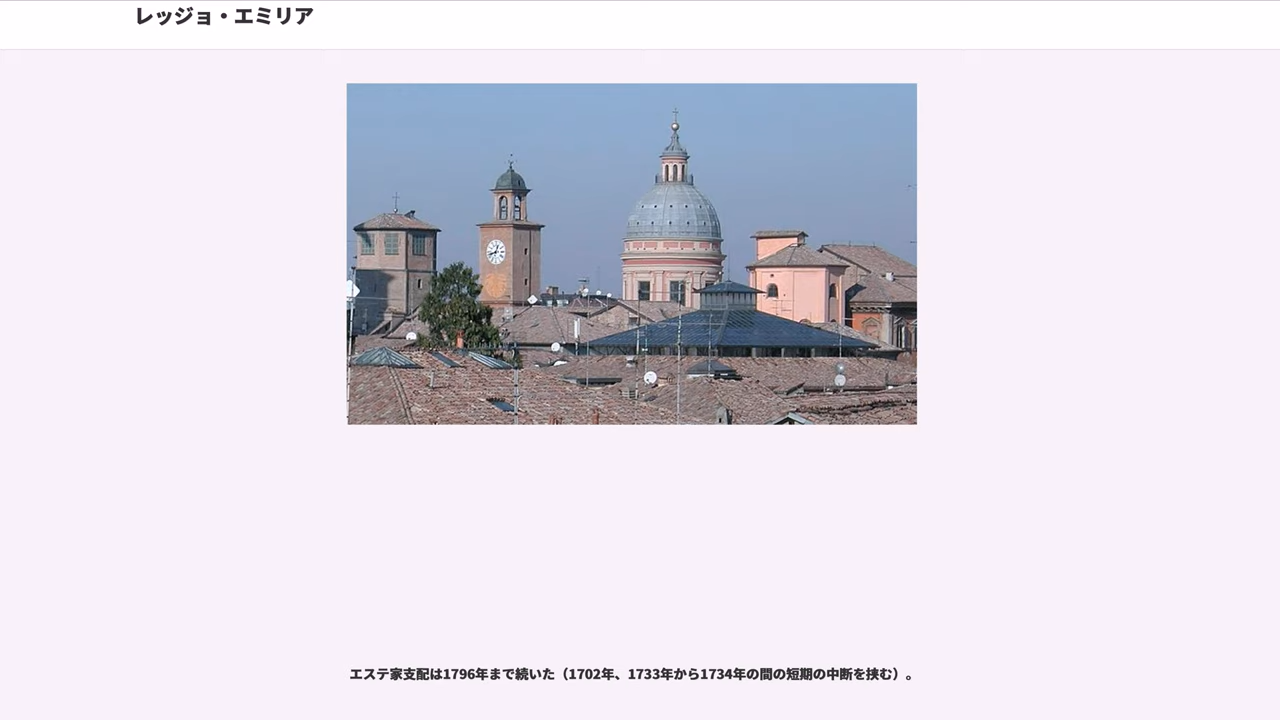 レッジョ・エミリア
エステ家支配は1796年まで続いた（1702年、1733年から1734年の間の短期の中断を挟む）。